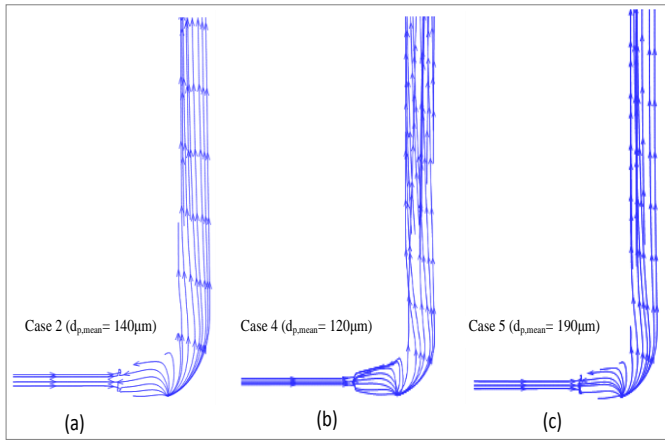 Case 2 (dp,mean= 140μm)
Case 4 (dp,mean= 120μm)
Case 5 (dp,mean= 190μm)
(a)
(b)
(c)